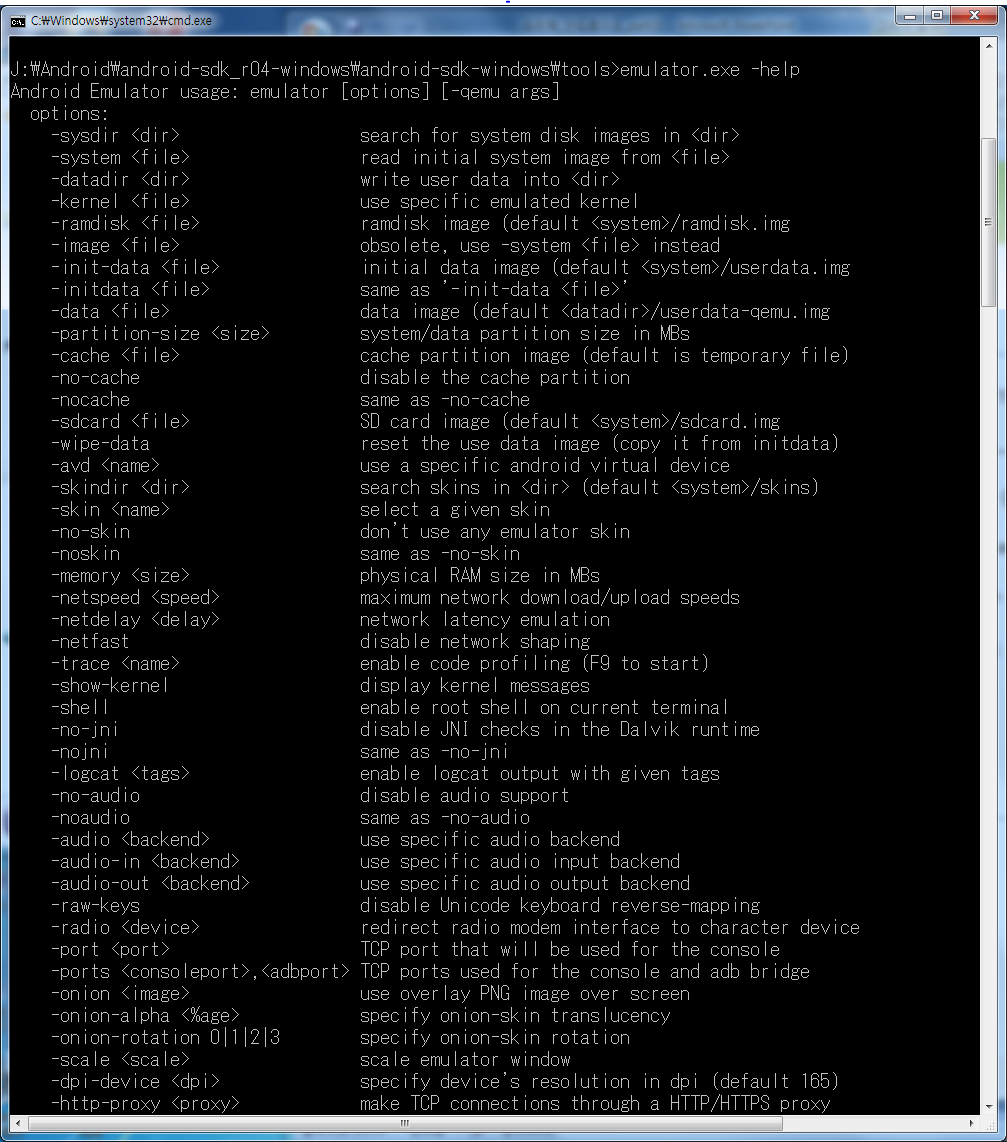 C:₩Windows₩system32₩cmd.exe
J:₩Android₩android-sdk_r04-windows₩android-sdk-windows₩tools>emulator.exe -help
Android Emulator usage: emulator [options] [-qemu args]
options:
-sysdir <dir> search for system disk images in <dir>
-system <file> read initial system image from <file>
-datadir <dir> write user data into <dir>
-kernel <file> use specific emulated kernel
-ramdisk <file> ramdisk image (default <system>/ramdisk.img
-image <file> obsolete, use -system <file> instead
-init-data <file> initial data image (default <system>/userdata.img
-initdata <file> same as '-init-data <file>'
-data <file> data image (default <datadir>/userdata-qemu.img
-partition-size <size> system/data partition size in MBs
-cache <file> cache partition image (default is temporary file)
-no-cache disable the cache partition
-nocache same as -no-cache
-sdcard <file> SD card image (default <system>/sdcard.img
-wipe-data reset the use data image (copy it from initdata)
-avd <name> use a specific android virtual device
-skindir <dir> search skins in <dir> (default <system>/skins)
-skin <name> select a given skin
-no-skin don't use any emulator skin
-noskin same as -no-skin
-memory <size> physical RAM size in MBs
-netspeed <speed> maximum network download/upload speeds
-netdelay <delay> network latency emulation
-netfast disable network shaping
-trace <name> enable code profiling (F9 to start)
-show-kernel display kernel messages
-shell enable root shell on current terminal
-no-jni disable JNI checks in the Dalvik runtime
-nojni same as -no-jni
-logcat <tags> enable logcat output with given tags
-no-audio disable audio support
-noaudio same as -no-audio
-audio <backend> use specific audio backend
-audio-in <backend> use specific audio input backend
-audio-out <backend> use specific audio output backend
-raw-keys disable Unicode keyboard reverse-mapping
-radio <device> redirect radio modem interface to character device
-port <port> TCP port that will be used for the console
-ports <consoleport>,<adbport> TCP ports used for the console and adb bridge
-onion <image> use overlay PNG image over screen
-onion-alpha <%age> specify onion-skin translucency
-onion-rotation 0|1|2|3 specify onion-skin rotation
-scale <scale> scale emulator window
-dpi-device <dpi> specify device's resolution in dpi (default 165)
-http-proxy <proxy> make TCP connections through a HTTP/HTTPS proxy